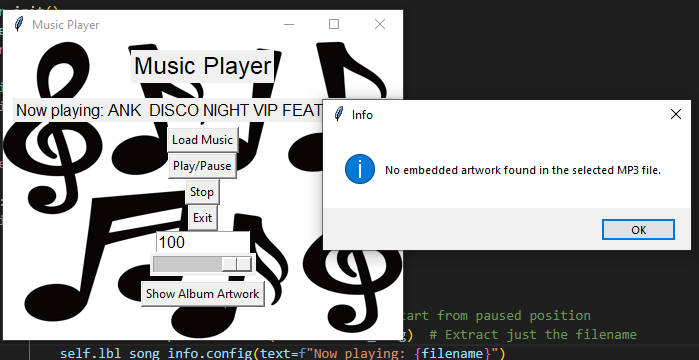 .init()
Music Player
Music Player
Now playing: ANK DISCO NIGHT VIP FEAT
Load Music
Play/Pause
Stop
Exit
100
Show Album Artwork
Info
No embedded artwork found in the selected MP3 file.
OK
tart from paused position
) # Extract just the filename
self.lbl_song_info.config(text=f"Now playing: {filename}")